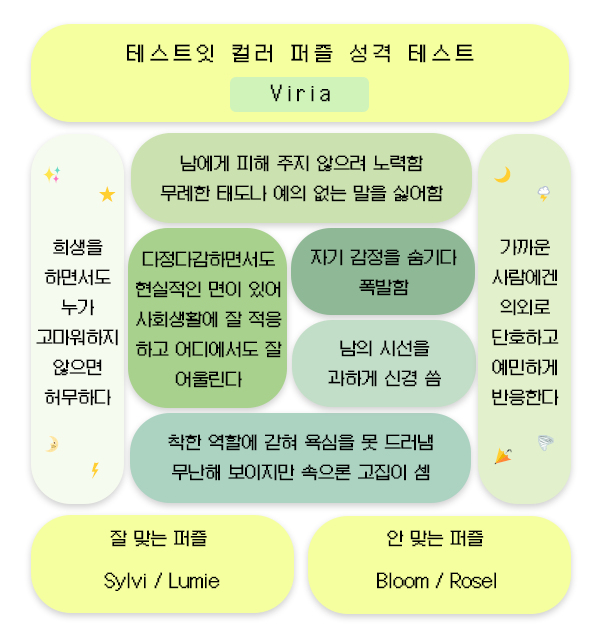 테스트잇 컬러 퍼즐 성격 테스트
Viria
남에게 피해 주지 않으려 노력함
무례한 태도나 예의 없는 말을 싫어함
희생을
하면서도
누가
고마워하지
않으면
허무하다
다정다감하면서도
현실적인 면이 있어
사회생활에 잘 적응
하고 어디에서도 잘
어울린다
자기 감정을 숨기다
폭발함
남의 시선을
과하게 신경 씀
가까운
사람에겐
의외로
단호하고
예민하게
반응한다
착한 역할에 갇혀 욕심을 못 드러냄
무난해 보이지만 속으론 고집이 셈
잘 맞는 퍼즐
Sylvi / Lumie
안 맞는 퍼즐
Bloom / Rosel